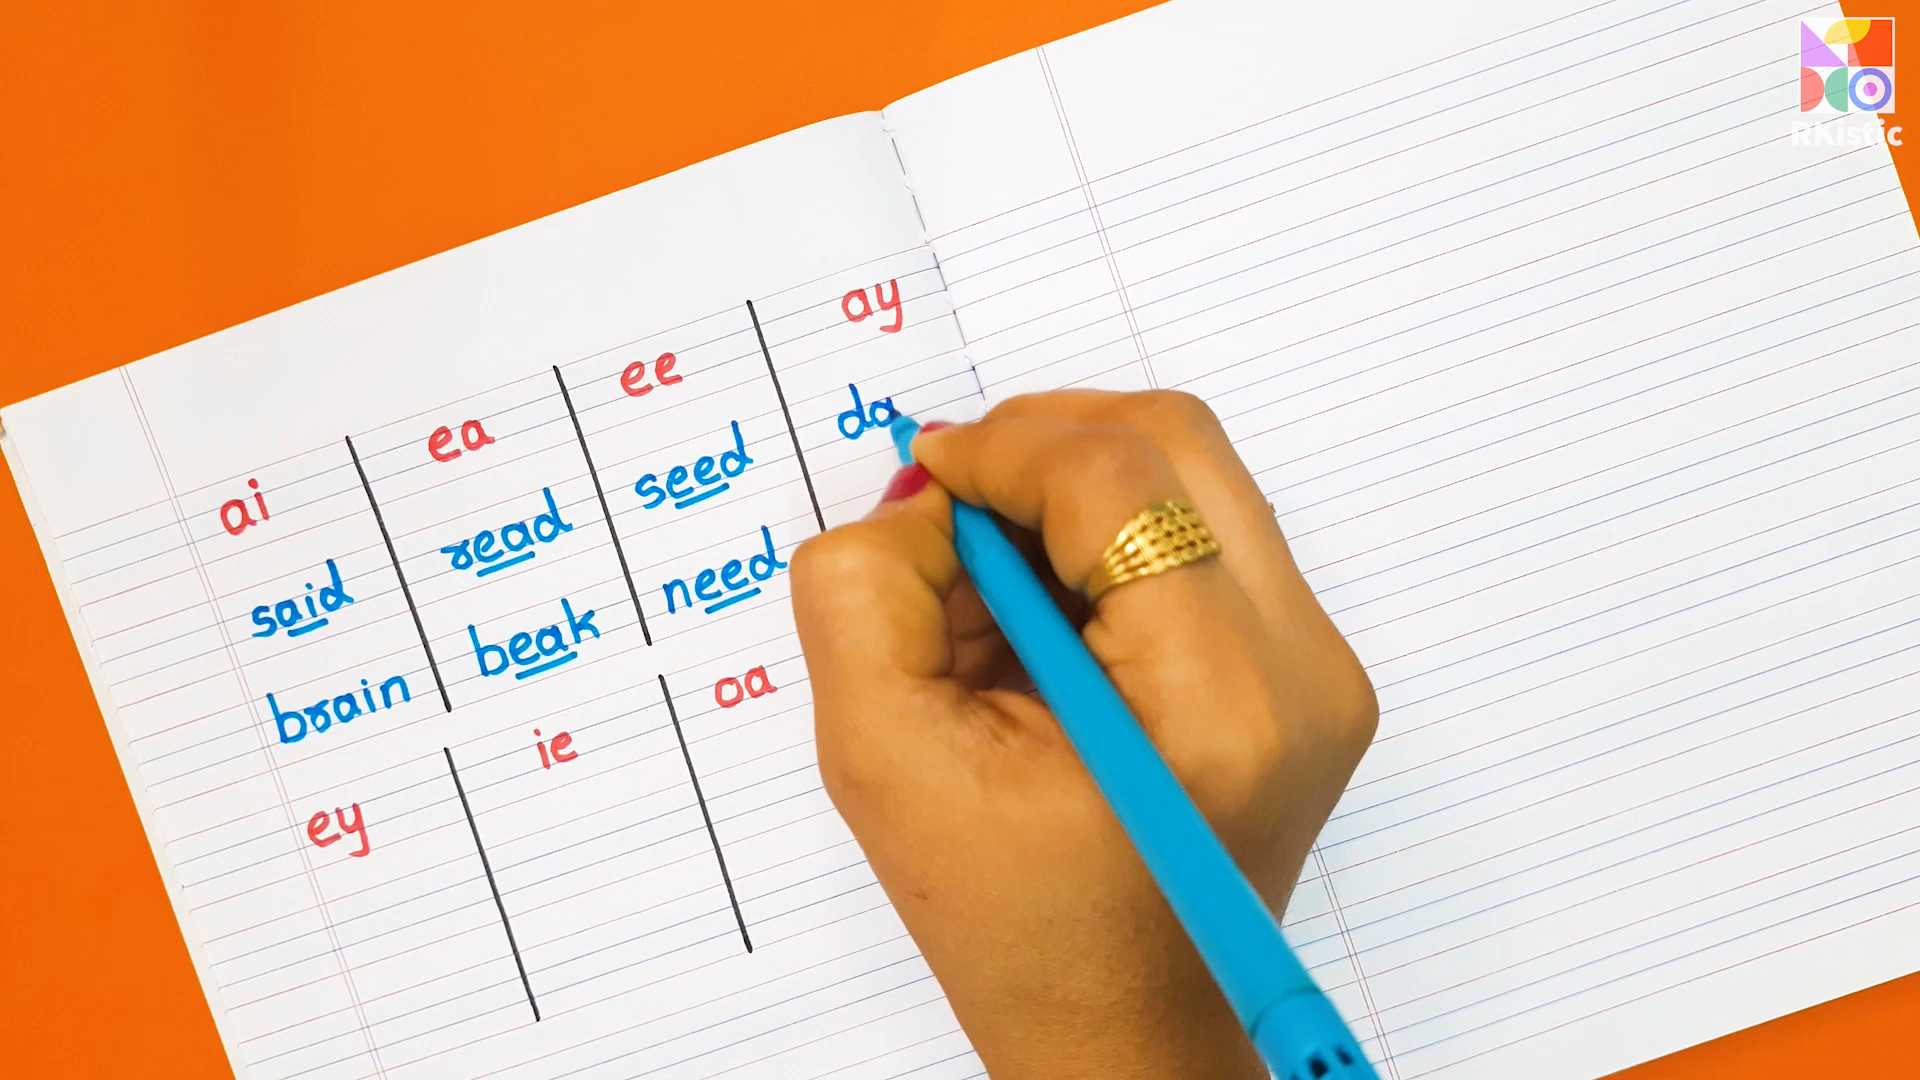 ai ea ee ay
said read seed da
brain beak need
ey ie oa
RKistic